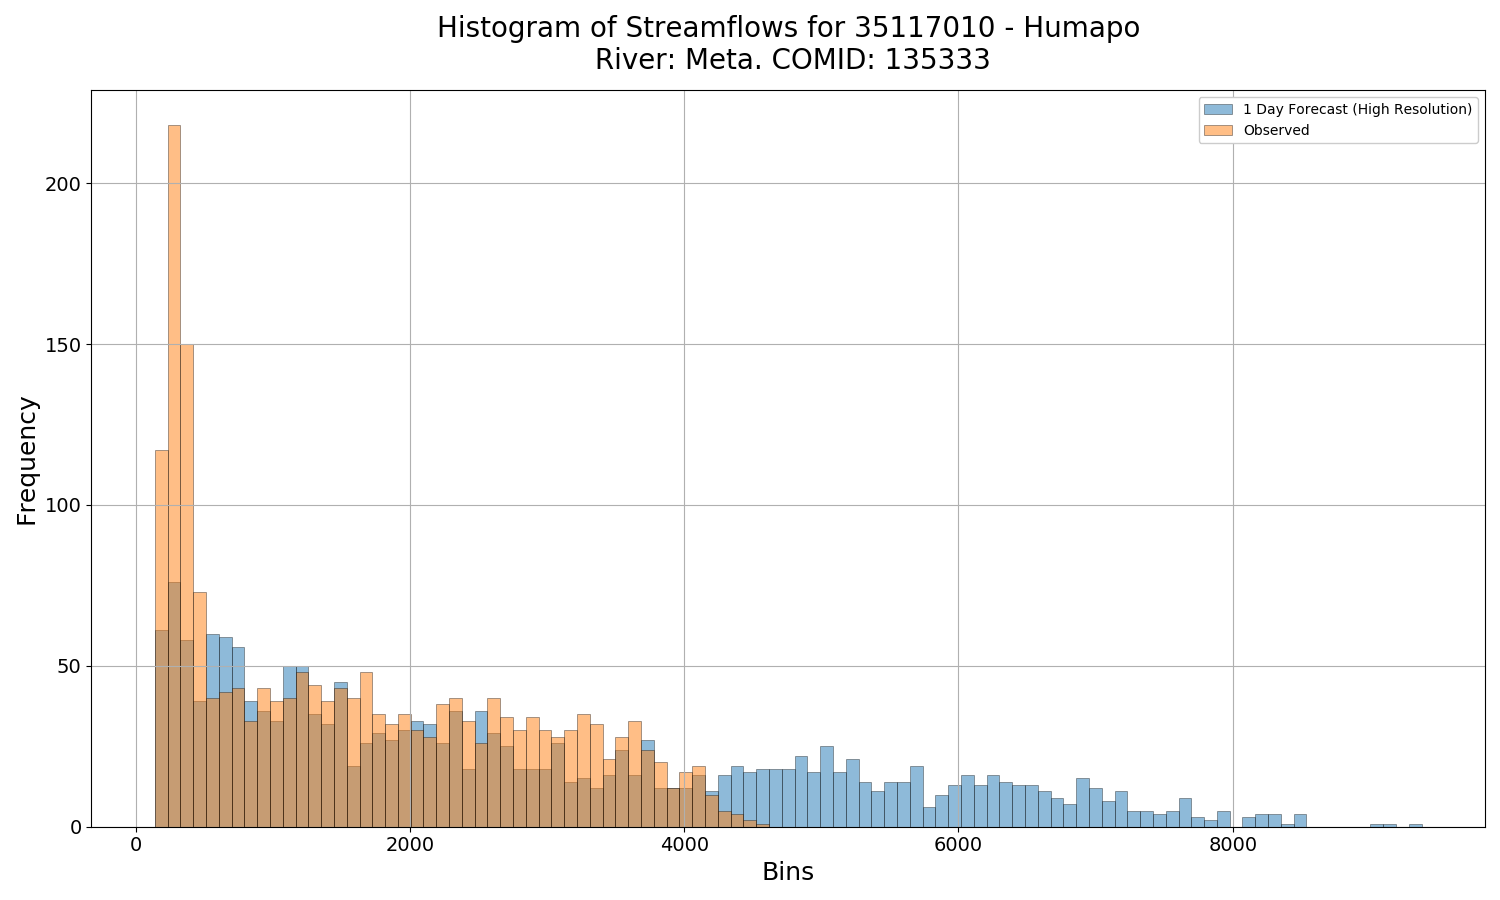 Histogram of Streamflows for 35117010 - Humapo
River: Meta. COMID: 135333
1 Day Forecast (High Resolution)
Observed
Frequency
200
150
100
50
0
0 2000 4000 6000 8000
Bins